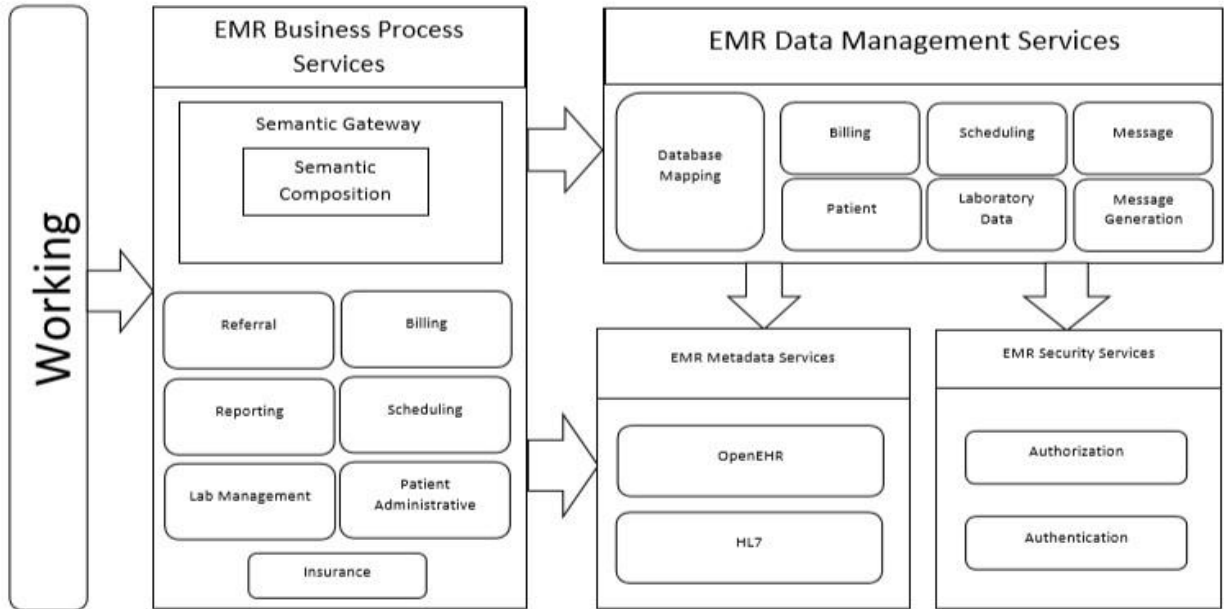 Working
EMR Business Process
Services
Semantic Gateway
Semantic
Composition
Referral
Billing
Reporting
Scheduling
Lab Management
Patient
Administrative
Insurance
EMR Data Management Services
Database
Mapping
Billing
Scheduling
Message
Patient
Laboratory
Data
Message
Generation
EMR Metadata Services
OpenEHR
HL7
EMR Security Services
Authorization
Authentication